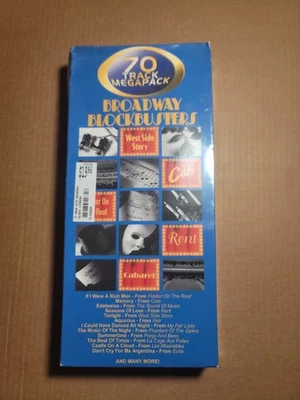 70
TRACK
MEGAPACK
BROADWAY
BLOCKBUSTERS
West Side
Story
Cats
On
Roof
Rent
Cabaret
If I Were A Rich Man - From Fiddler On The Roof
Memory - From Cats
Edelweiss - From The Sound Of Music
Seasons Of Love - From Rent
Tonight - From West Side Story
Aquarius - From Hair
I Could Have Danced All Night - From My Fair Lady
The Music Of The Night - From Phantom Of The Opera
Summertime - From Porgy And Bess
The Best Of Times - From La Cage Aux Folles
Castle On A Cloud - From Les Miserables
Don't Cry For Me Argentina - From Evita
AND MANY MORE!